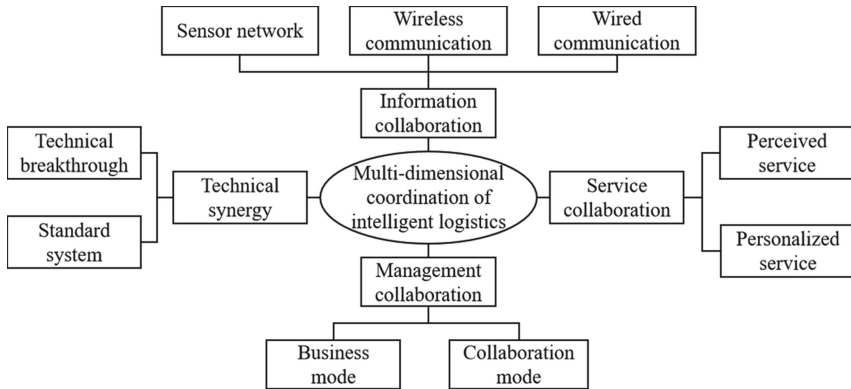 Sensor network
Wireless
communication
Wired
communication
Information
collaboration
Technical
breakthrough
Standard
system
Technical
synergy
Multi-dimensional
coordination of
intelligent logistics
Service
collaboration
Perceived
service
Personalized
service
Management
collaboration
Business
mode
Collaboration
mode